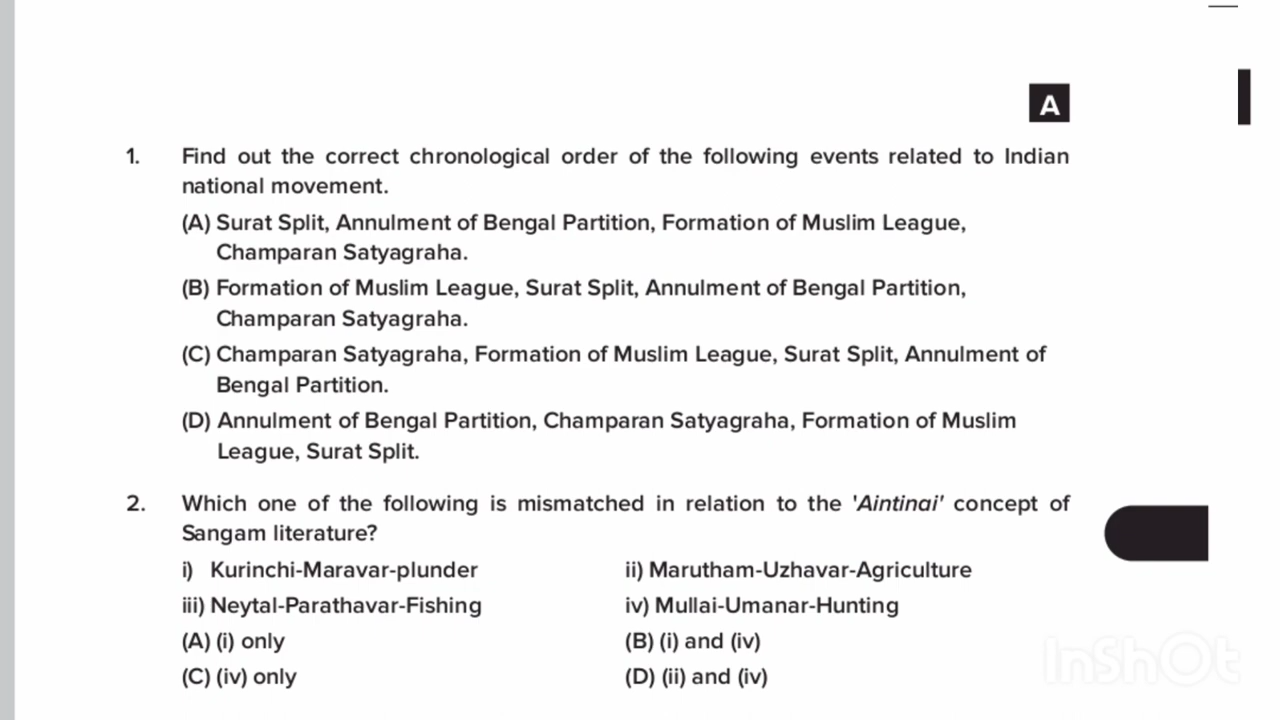 A
1. Find out the correct chronological order of the following events related to Indian
national movement.
(A) Surat Split, Annulment of Bengal Partition, Formation of Muslim League,
Champaran Satyagraha.
(B) Formation of Muslim League, Surat Split, Annulment of Bengal Partition,
Champaran Satyagraha.
(C) Champaran Satyagraha, Formation of Muslim League, Surat Split, Annulment of
Bengal Partition.
(D) Annulment of Bengal Partition, Champaran Satyagraha, Formation of Muslim
League, Surat Split.
2. Which one of the following is mismatched in relation to the 'Aintinai' concept of
Sangam literature?
i) Kurinchi-Maravar-plunder ii) Marutham-Uzhavar-Agriculture
iii) Neytal-Parathavar-Fishing iv) Mullai-Umanar-Hunting
(A) (i) only (B) (i) and (iv)
(C) (iv) only (D) (ii) and (iv)
InShOt